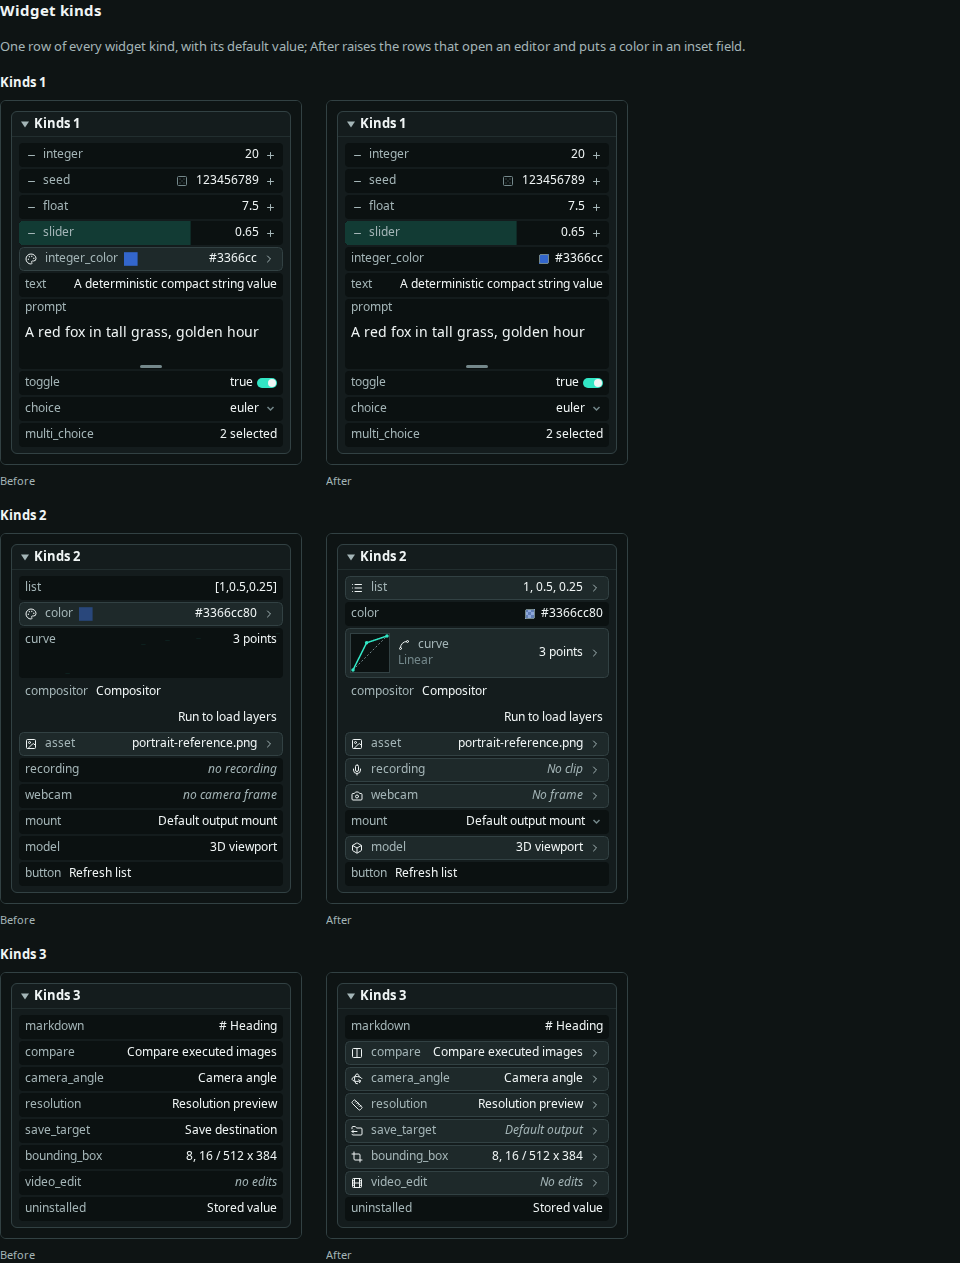 Widget kinds
One row of every widget kind, with its default value; After raises the rows that open an editor and puts a color in an inset field.
Kinds 1
Kinds 1
integer 20
seed 123456789
float 7.5
slider 0.65
integer_color #3366cc
text A deterministic compact string value
prompt
A red fox in tall grass, golden hour
toggle true
choice euler
multi_choice 2 selected
Before
Kinds 1
integer 20
seed 123456789
float 7.5
slider 0.65
integer_color #3366cc
text A deterministic compact string value
prompt
A red fox in tall grass, golden hour
toggle true
choice euler
multi_choice 2 selected
After
Kinds 2
Kinds 2
list [1,0.5,0.25]
color #3366cc80
curve 3 points
compositor Compositor
Run to load layers
asset portrait-reference.png
recording no recording
webcam no camera frame
mount Default output mount
model 3D viewport
button Refresh list
Before
Kinds 2
list 1, 0.5, 0.25
color #3366cc80
curve
Linear
3 points
compositor Compositor
Run to load layers
asset portrait-reference.png
recording No clip
webcam No frame
mount Default output mount
model 3D viewport
button Refresh list
After
Kinds 3
Kinds 3
markdown # Heading
compare Compare executed images
camera_angle Camera angle
resolution Resolution preview
save_target Save destination
bounding_box 8, 16 / 512 x 384
video_edit no edits
uninstalled Stored value
Before
Kinds 3
markdown # Heading
compare Compare executed images
camera_angle Camera angle
resolution Resolution preview
save_target Default output
bounding_box 8, 16 / 512 x 384
video_edit No edits
uninstalled Stored value
After